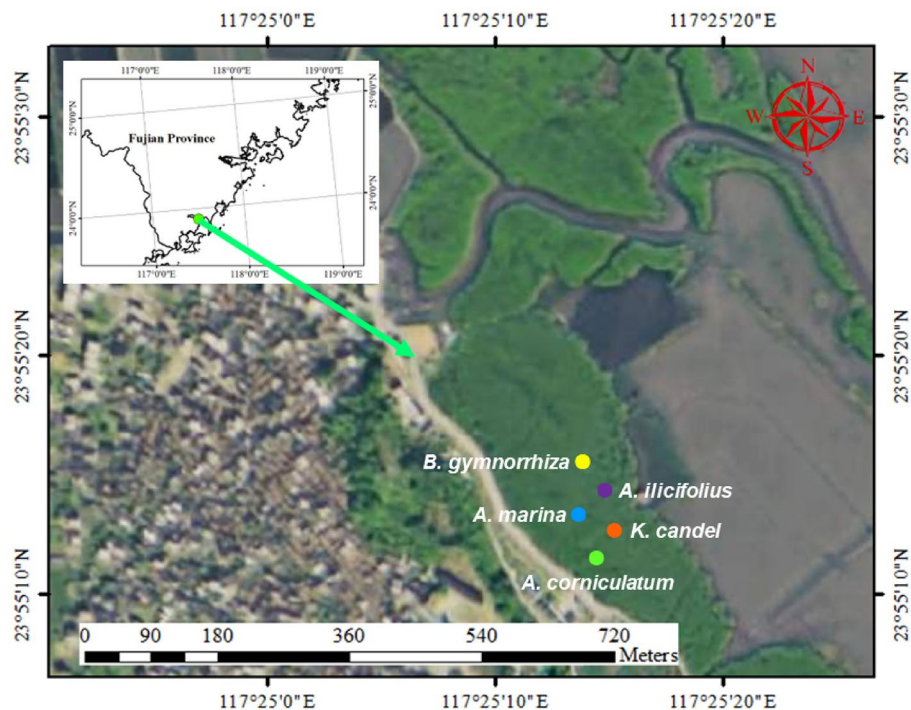 117°25'0"E 117°25'10"E 117°25'20"E
117°0'0"E 118°0'0"E 119°0'0"E
25°0'0"N
24°0'0"N
Fujian Province
25°0'0"N
24°0'0"N
117°0'0"E 118°0'0"E 119°0'0"E
N
W E
S
23°55'30"N
23°55'20"N
23°55'10"N
23°55'30"N
23°55'20"N
23°55'10"N
B. gymnorrhiza
A. ilicifolius
A. marina
K. candel
A. corniculatum
0 90 180 360 540 720
Meters
117°25'0"E 117°25'10"E 117°25'20"E